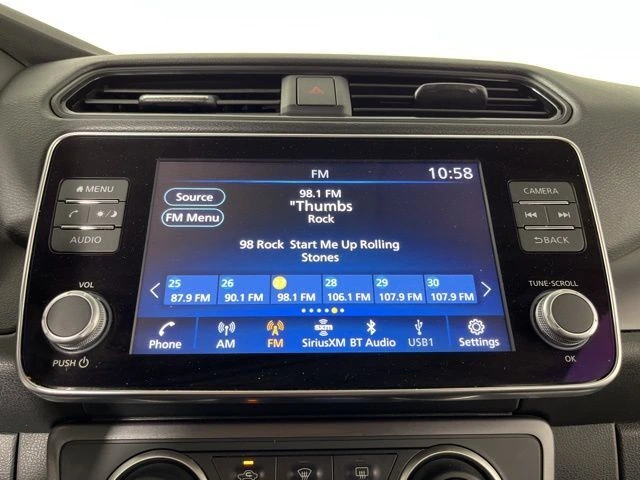 FM 10:58
MENU
Source
98.1 FM
"Thumbs
CAMERA
FM Menu
Rock
AUDIO
98 Rock Start Me Up Rolling
Stones
BACK
25 26 28 29 30
87.9 FM 90.1 FM 98.1 FM 106.1 FM 107.9 FM 107.9 FM
VOL
TUNE·SCROLL
sxm
Phone AM FM SiriusXM BT Audio USB1 Settings
PUSH
OK